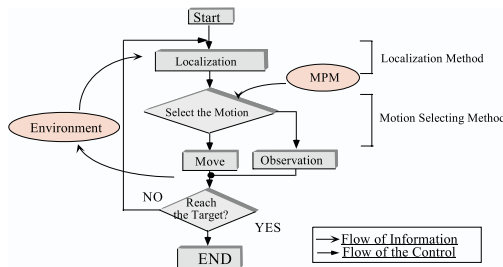 Start
Localization
Localization Method
MPM
Select the Motion
Motion Selecting Method
Environment
Move
Observation
NO
Reach
the Target?
YES
Flow of Information
Flow of the Control
END